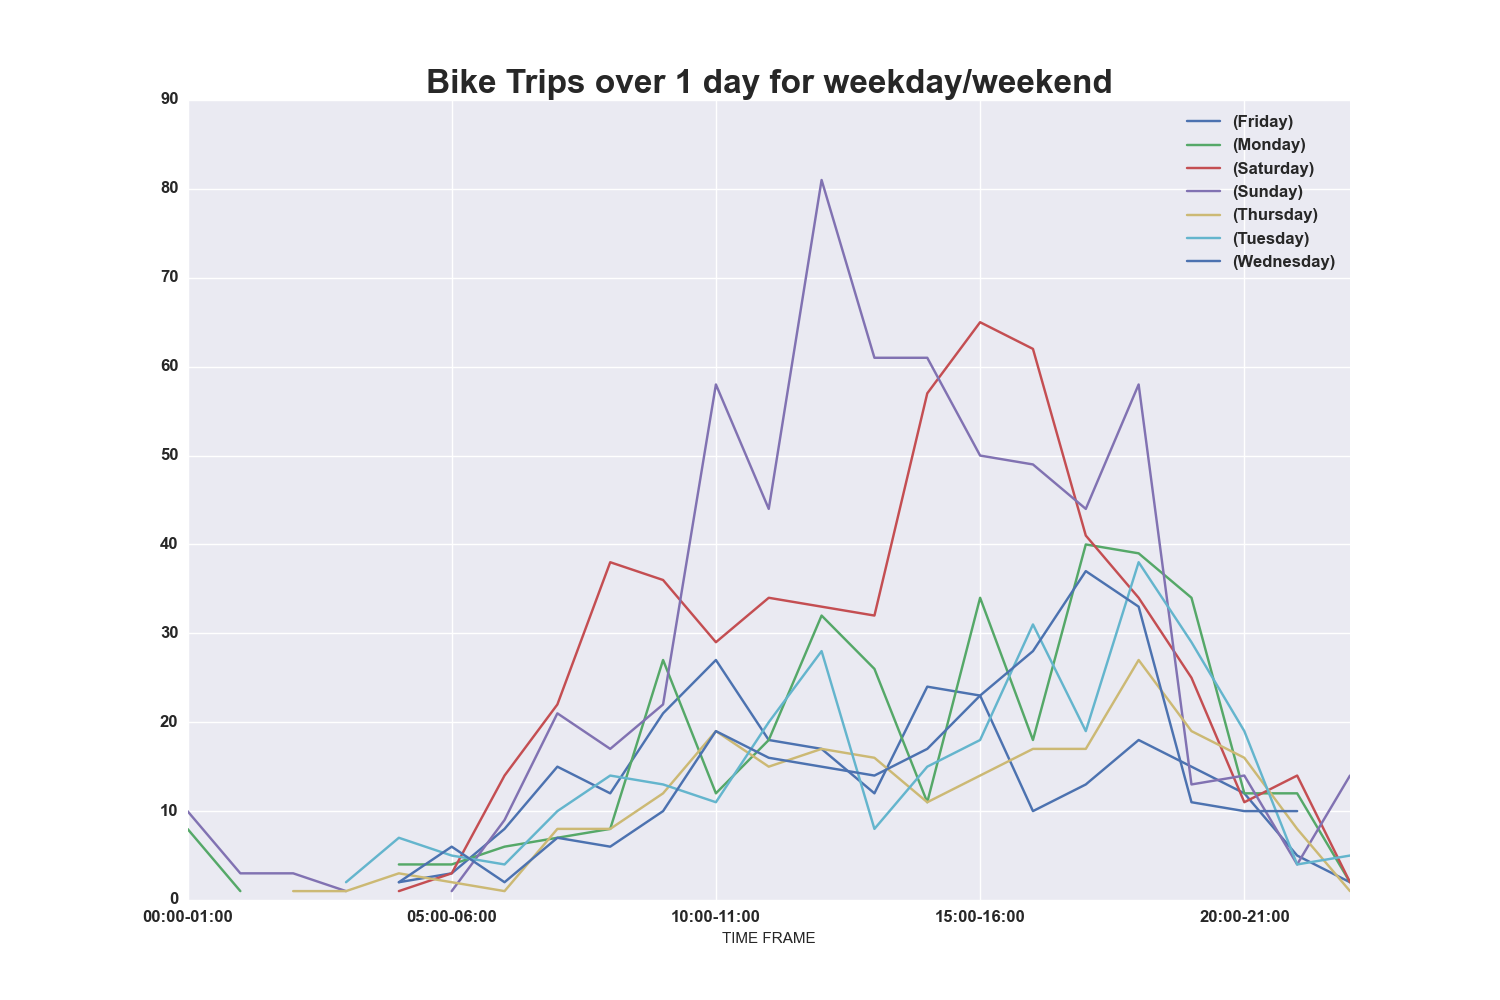 Bike Trips over 1 day for weekday/weekend
90
80
70
60
50
40
30
20
10
0
(Friday)
(Monday)
(Saturday)
(Sunday)
(Thursday)
(Tuesday)
(Wednesday)
00:00-01:00 05:00-06:00 10:00-11:00 15:00-16:00 20:00-21:00
TIME FRAME